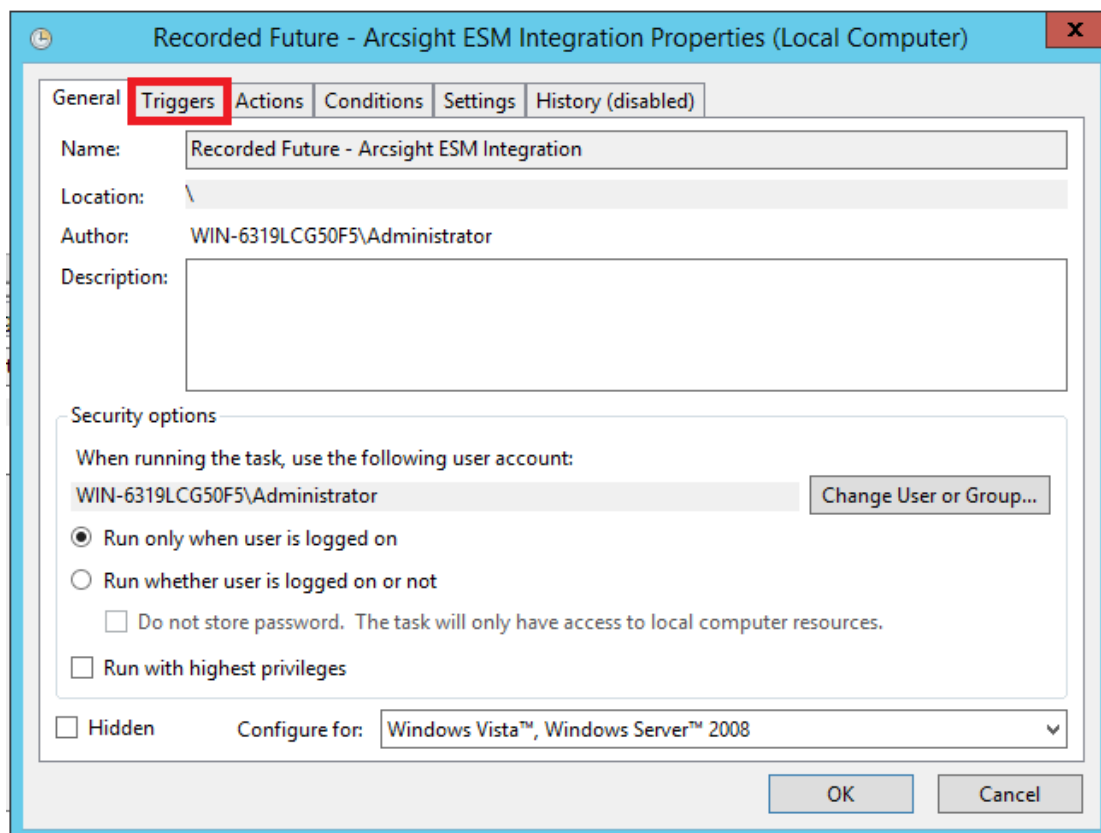 Recorded Future - Arcsight ESM Integration Properties (Local Computer)
x
General Triggers Actions Conditions Settings History (disabled)
Name: Recorded Future - Arcsight ESM Integration
Location: \
Author: WIN-6319LCG50F5\Administrator
Description:
Security options
When running the task, use the following user account:
WIN-6319LCG50F5\Administrator Change User or Group...
Run only when user is logged on
Run whether user is logged on or not
Do not store password. The task will only have access to local computer resources.
Run with highest privileges
Hidden Configure for: Windows Vista™, Windows Server™ 2008
OK Cancel